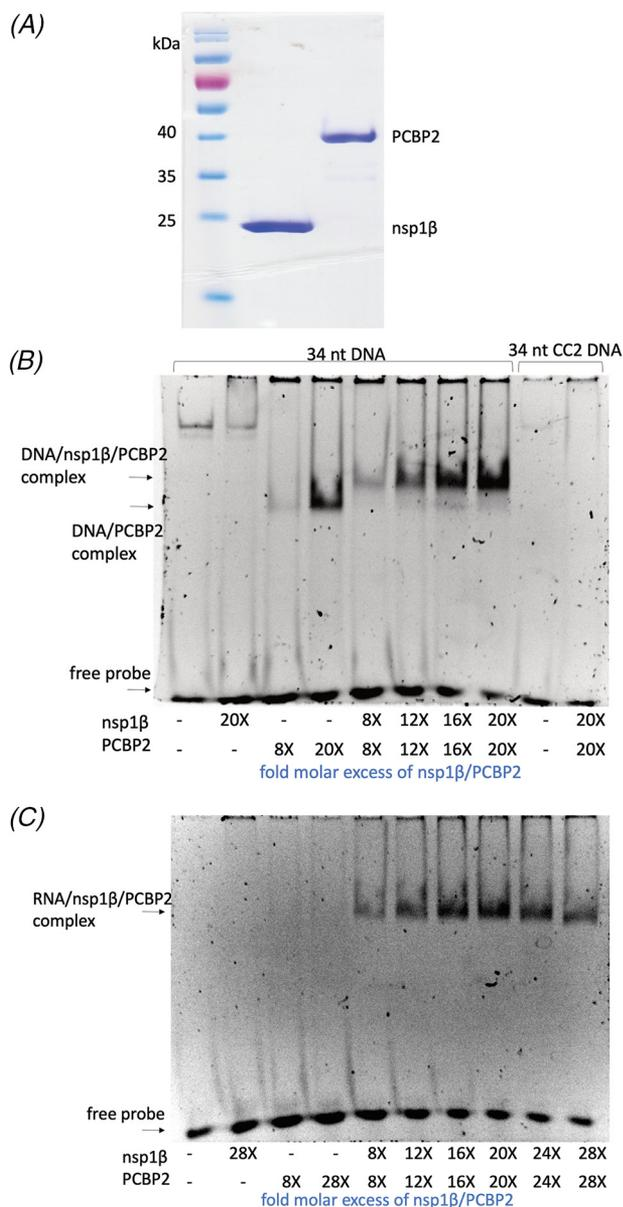 (A)
kDa
40
PCBP2
35
25
nsp1β
(B)
34 nt DNA
34 nt CC2 DNA
DNA/nsp1β/PCBP2
complex
DNA/PCBP2
complex
free probe
nsp1β - 20X - - 8X 12X 16X 20X - 20X
PCBP2 - - 8X 20X 8X 12X 16X 20X - 20X
fold molar excess of nsp1β/PCBP2
(C)
RNA/nsp1β/PCBP2
complex
free probe
nsp1β - 28X - - 8X 12X 16X 20X 24X 28X
PCBP2 - - 8X 28X 8X 12X 16X 20X 24X 28X
fold molar excess of nsp1β/PCBP2